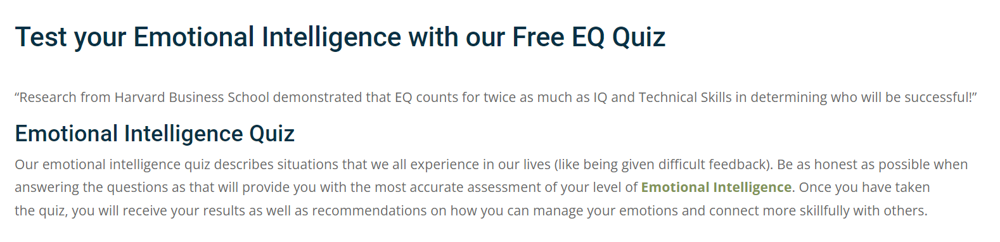 Test your Emotional Intelligence with our Free EQ Quiz
“Research from Harvard Business School demonstrated that EQ counts for twice as much as IQ and Technical Skills in determining who will be successful!”
Emotional Intelligence Quiz
Our emotional intelligence quiz describes situations that we all experience in our lives (like being given difficult feedback). Be as honest as possible when
answering the questions as that will provide you with the most accurate assessment of your level of Emotional Intelligence. Once you have taken
the quiz, you will receive your results as well as recommendations on how you can manage your emotions and connect more skillfully with others.